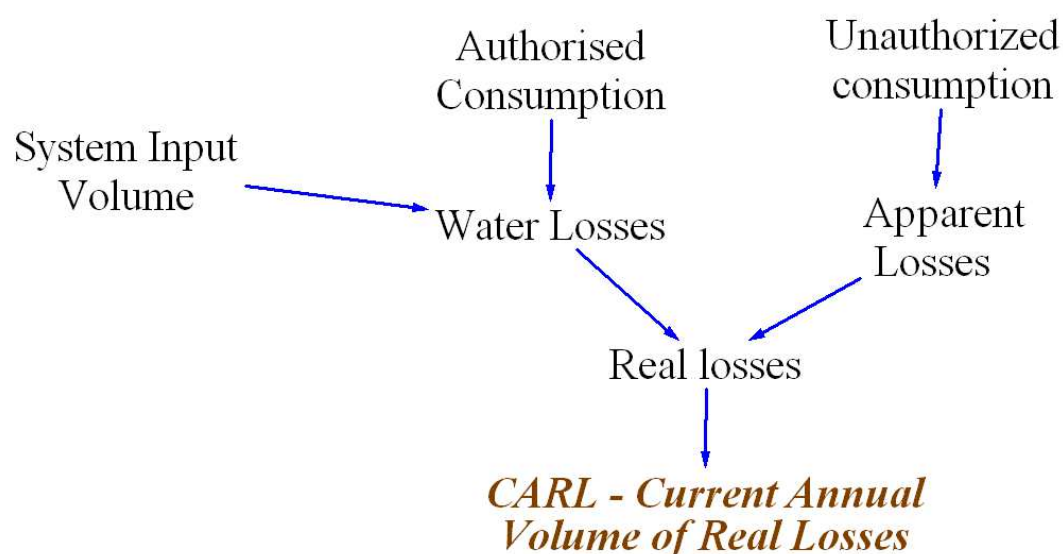 Authorised
Consumption
Unauthorized
consumption
System Input
Volume
Water Losses
Apparent
Losses
Real losses
CARL - Current Annual
Volume of Real Losses